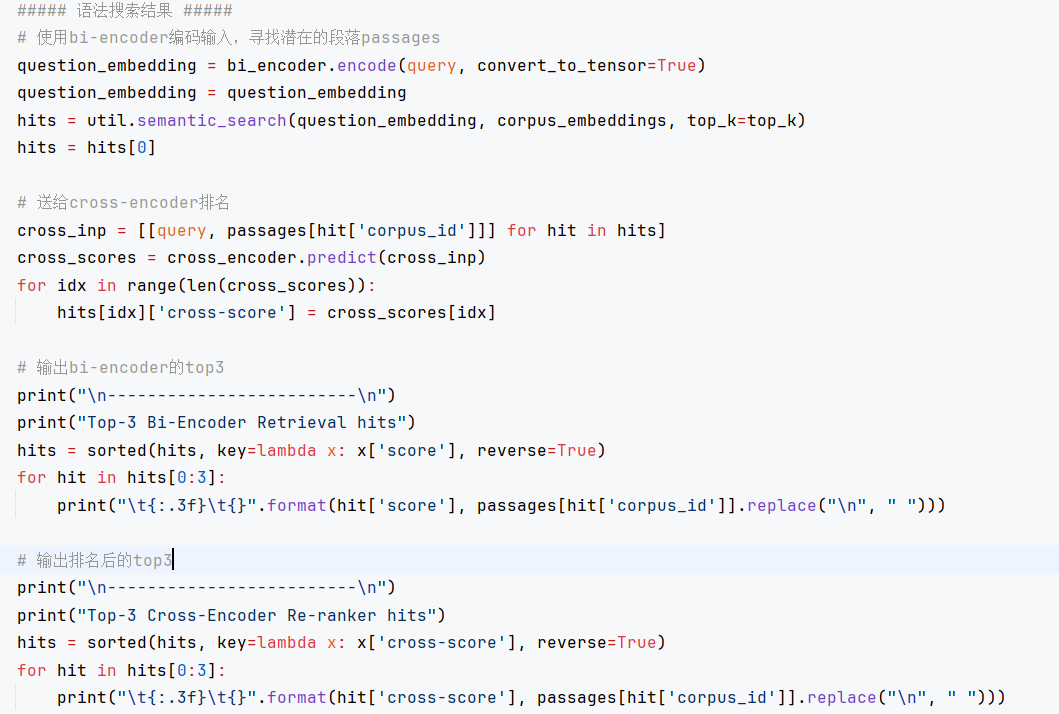 ##### 语法搜索结果 #####
# 使用bi-encoder编码输入，寻找潜在的段落passages
question_embedding = bi_encoder.encode(query, convert_to_tensor=True)
question_embedding = question_embedding
hits = util.semantic_search(question_embedding, corpus_embeddings, top_k=top_k)
hits = hits[0]
# 送给cross-encoder排名
cross_inp = [[query, passages[hit['corpus_id']]] for hit in hits]
cross_scores = cross_encoder.predict(cross_inp)
for idx in range(len(cross_scores)):
    hits[idx]['cross-score'] = cross_scores[idx]
# 输出bi-encoder的top3
print("\n-------------------------\n")
print("Top-3 Bi-Encoder Retrieval hits")
hits = sorted(hits, key=lambda x: x['score'], reverse=True)
for hit in hits[0:3]:
    print("\t{:.3f}\t{}".format(hit['score'], passages[hit['corpus_id']].replace("\n", " ")))
# 输出排名后的top3
print("\n-------------------------\n")
print("Top-3 Cross-Encoder Re-ranker hits")
hits = sorted(hits, key=lambda x: x['cross-score'], reverse=True)
for hit in hits[0:3]:
    print("\t{:.3f}\t{}".format(hit['cross-score'], passages[hit['corpus_id']].replace("\n", " ")))